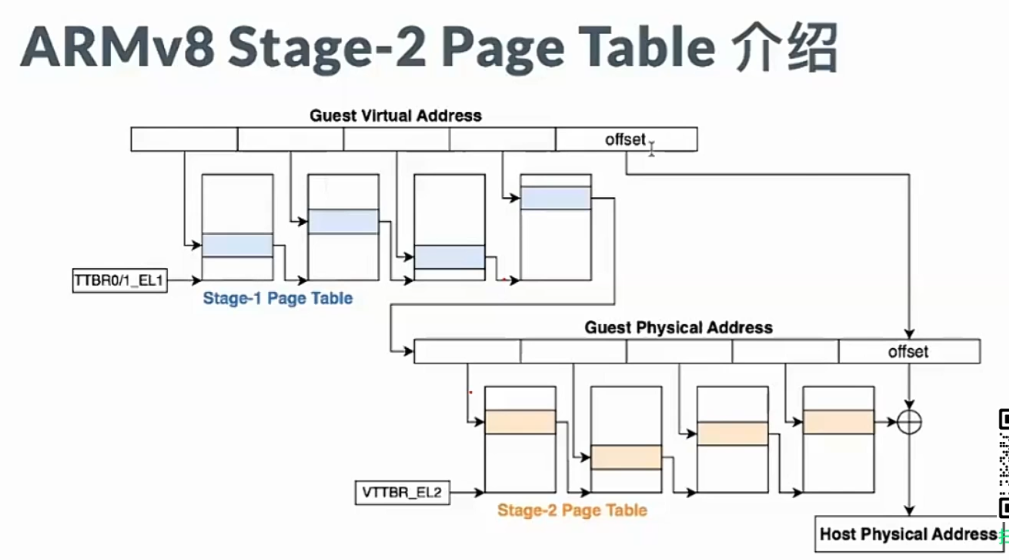 ARMv8 Stage-2 Page Table 介绍
Guest Virtual Address
offset
TTBR0/1_EL1
Stage-1 Page Table
Guest Physical Address
offset
VTTBR_EL2
Stage-2 Page Table
Host Physical Address